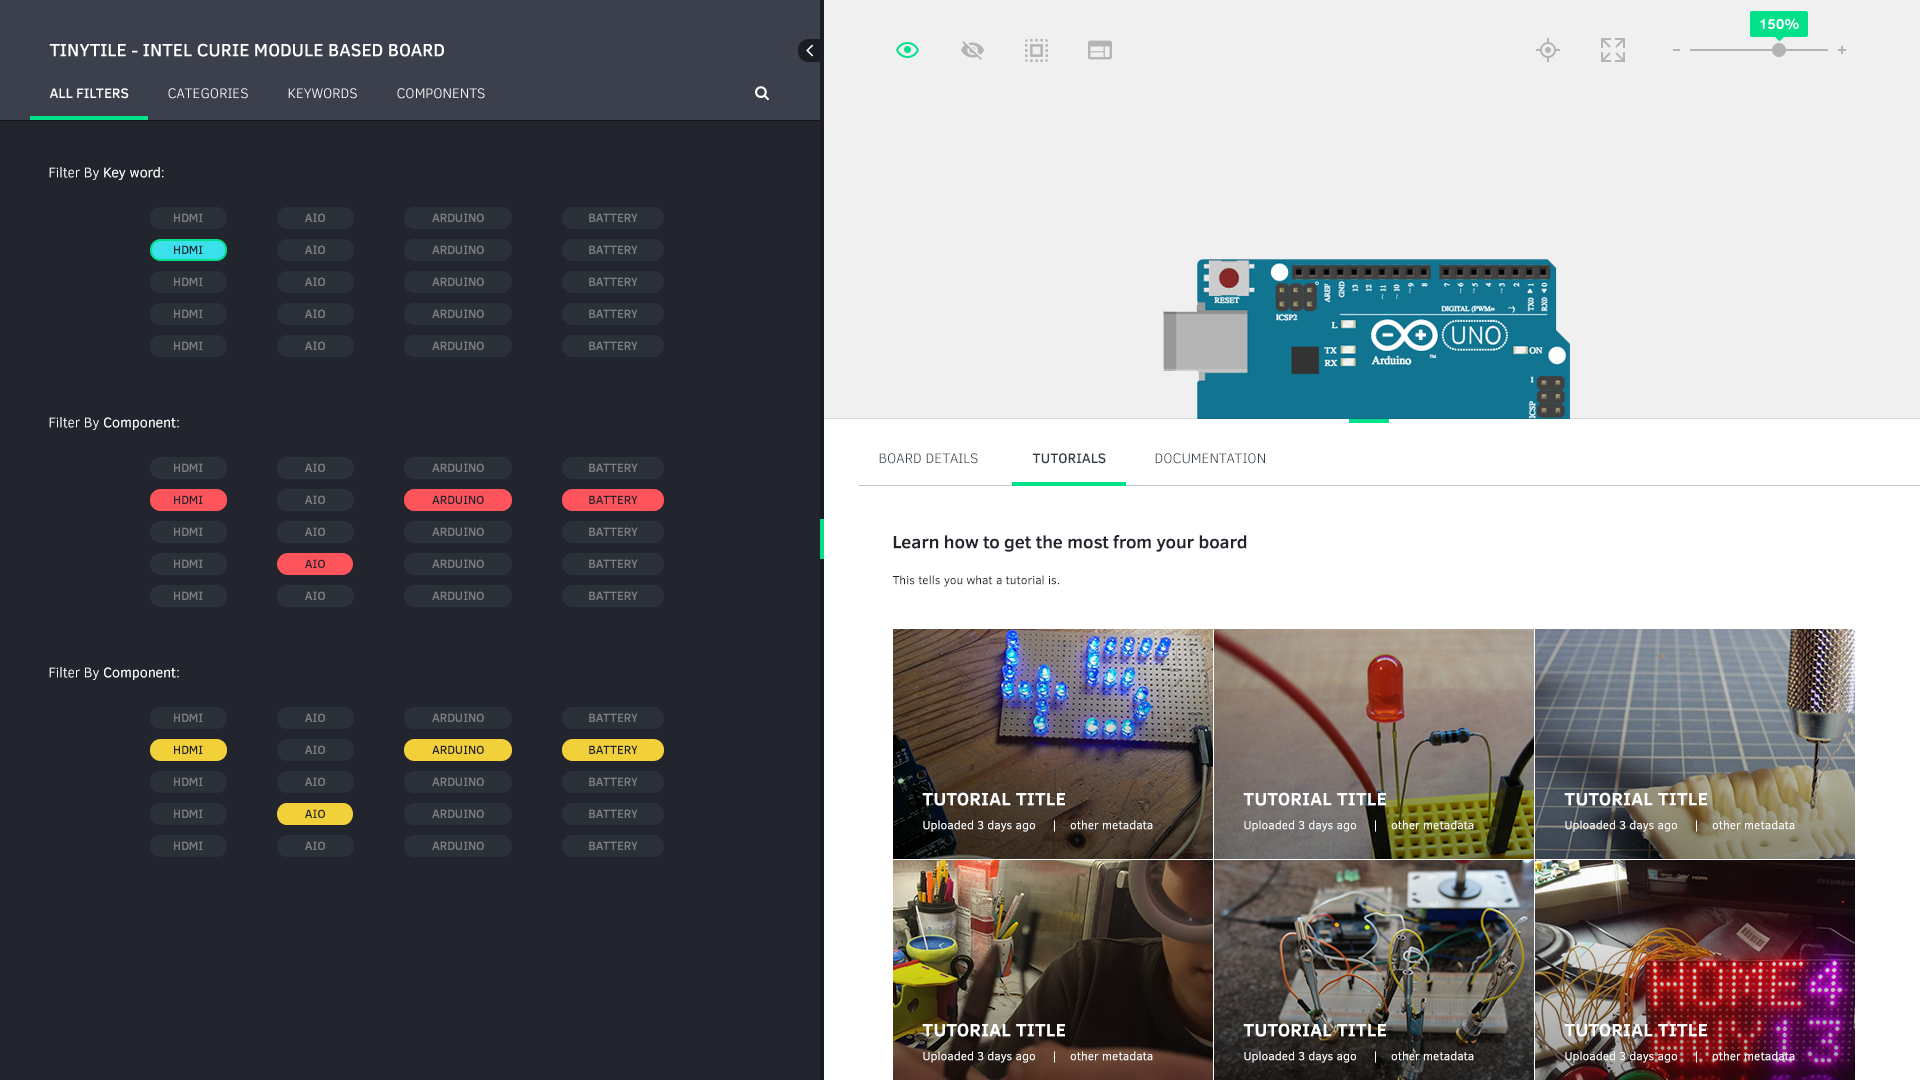 TINYTILE - INTEL CURIE MODULE BASED BOARD
ALL FILTERS CATEGORIES KEYWORDS COMPONENTS
Filter By Key word:
HDMI AIO ARDUINO BATTERY
HDMI AIO ARDUINO BATTERY
HDMI AIO ARDUINO BATTERY
HDMI AIO ARDUINO BATTERY
HDMI AIO ARDUINO BATTERY
Filter By Component:
HDMI AIO ARDUINO BATTERY
HDMI AIO ARDUINO BATTERY
HDMI AIO ARDUINO BATTERY
HDMI AIO ARDUINO BATTERY
HDMI AIO ARDUINO BATTERY
Filter By Component:
HDMI AIO ARDUINO BATTERY
HDMI AIO ARDUINO BATTERY
HDMI AIO ARDUINO BATTERY
HDMI AIO ARDUINO BATTERY
HDMI AIO ARDUINO BATTERY
150%
- +
RESET
ICSP2
AREF
GND
13
12
~11
~10
~9
8
7
~6
~5
4
~3
2
TX0 ▶ 1
RX0 ◀ 0
DIGITAL (PWM=
L
TX
RX
UNO
Arduino
TM
ON
1
ICSP
BOARD DETAILS TUTORIALS DOCUMENTATION
Learn how to get the most from your board
This tells you what a tutorial is.
45
TUTORIAL TITLE
Uploaded 3 days ago | other metadata
TUTORIAL TITLE
Uploaded 3 days ago | other metadata
TUTORIAL TITLE
Uploaded 3 days ago | other metadata
TUTORIAL TITLE
Uploaded 3 days ago | other metadata
TUTORIAL TITLE
Uploaded 3 days ago | other metadata
HOME4
13
TUTORIAL TITLE
Uploaded 3 days ago | other metadata